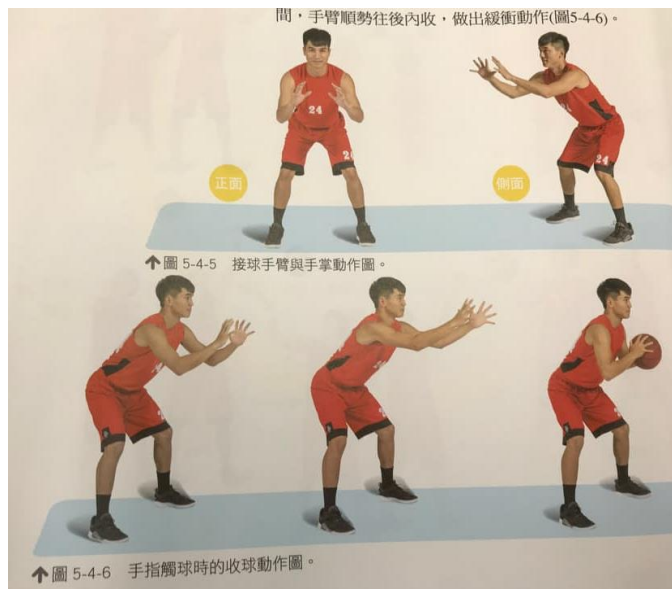 間，手臂順勢往後內收，做出緩衝動作(圖5-4-6)。
24
24
24
正面
側面
↑圖 5-4-5 接球手臂與手掌動作圖。
24
↑圖 5-4-6 手指觸球時的收球動作圖。